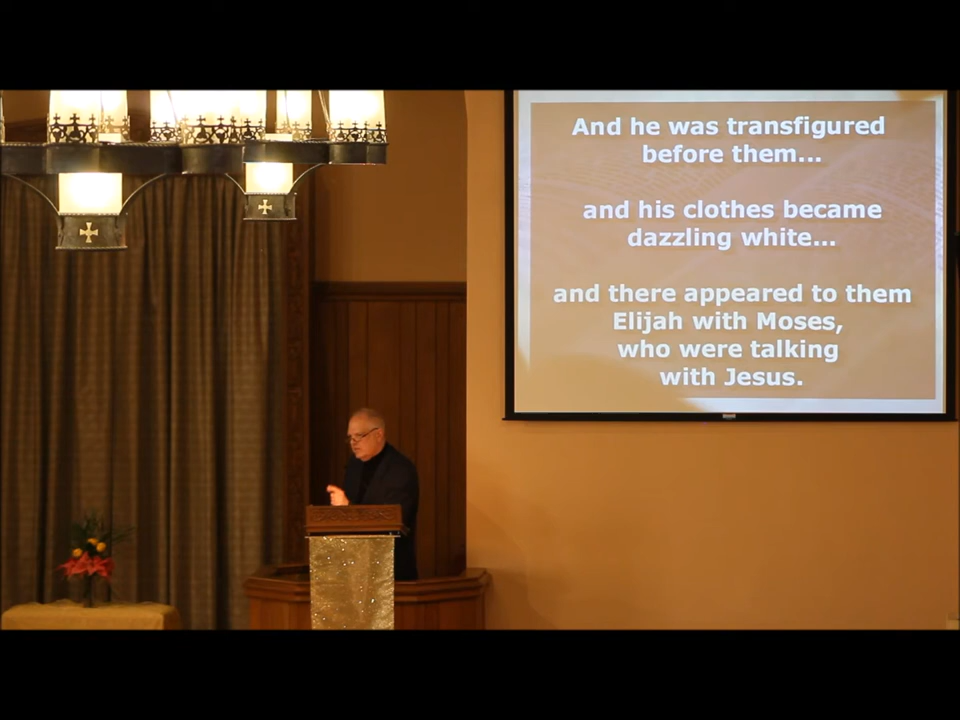 And he was transfigured
before them...
and his clothes became
dazzling white...
and there appeared to them
Elijah with Moses,
who were talking
with Jesus.